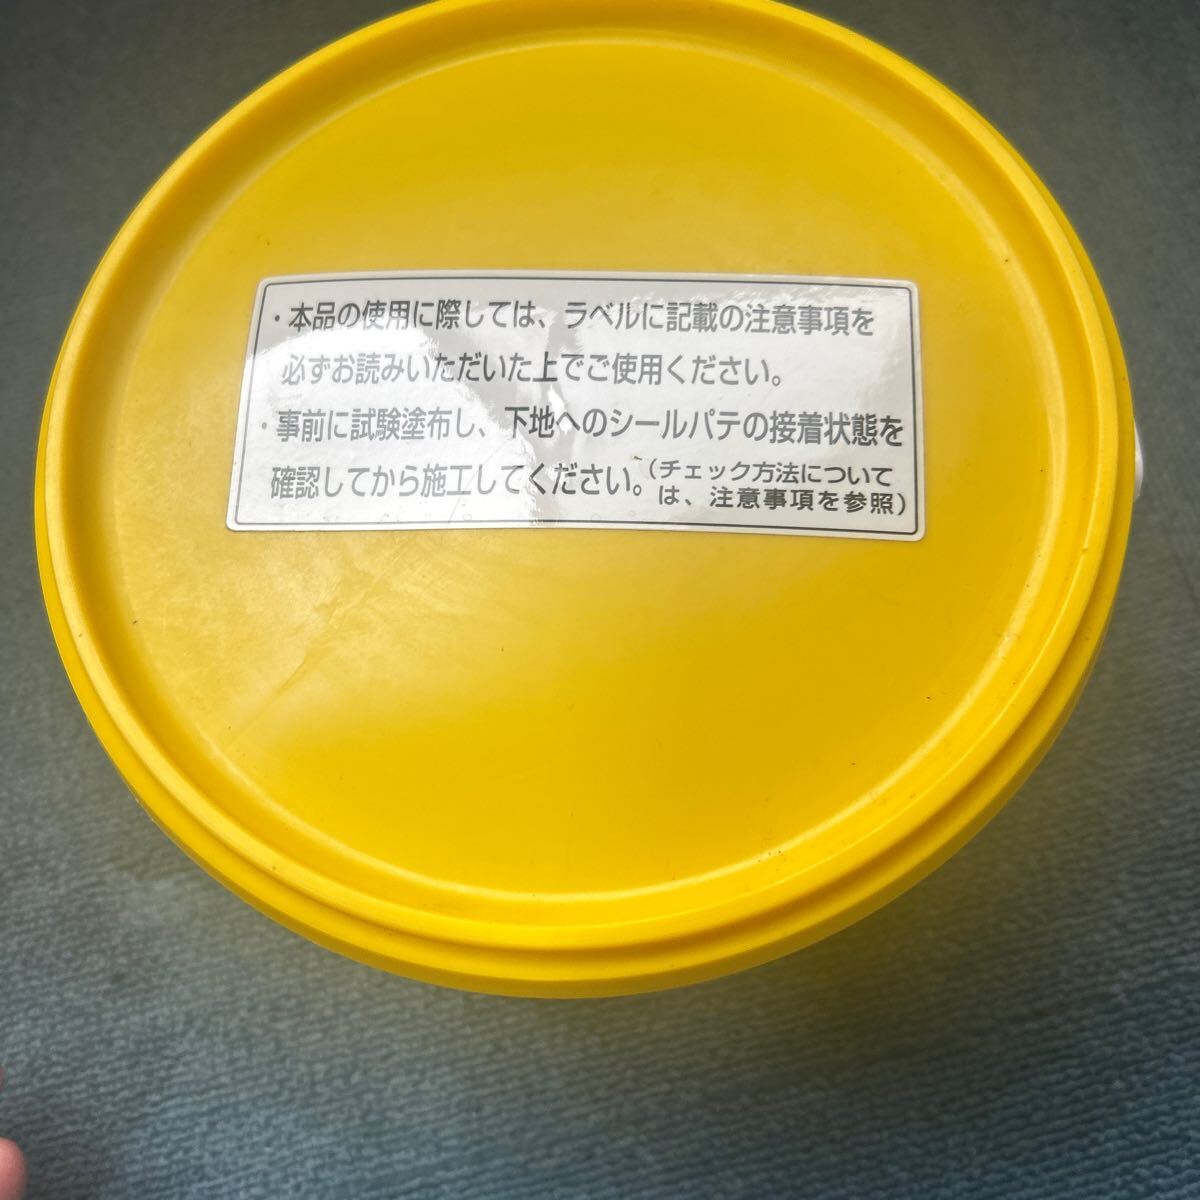 ・本品の使用に際しては、ラベルに記載の注意事項を
必ずお読みいただいた上でご使用ください。
・事前に試験塗布し、下地へのシールパテの接着状態を
確認してから施工してください。(チェック方法について
は、注意事項を参照)